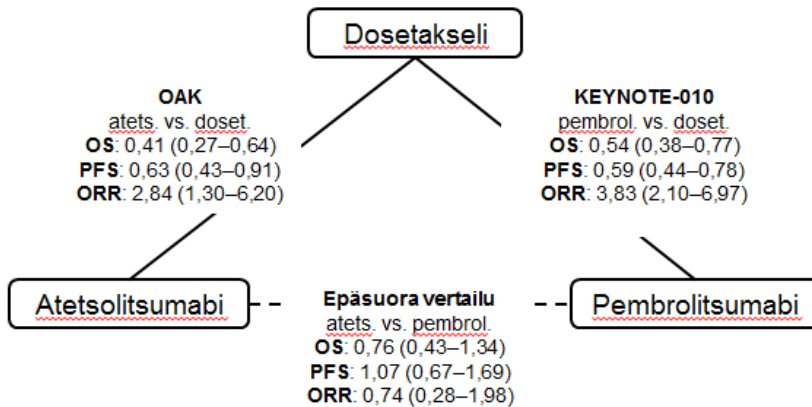 Dosetakseli
OAK
atets. vs. doset.
OS: 0,41 (0,27–0,64)
PFS: 0,63 (0,43–0,91)
ORR: 2,84 (1,30–6,20)
KEYNOTE-010
pembrol. vs. doset.
OS: 0,54 (0,38–0,77)
PFS: 0,59 (0,44–0,78)
ORR: 3,83 (2,10–6,97)
Atetsolitsumabi
Epäsuora vertailu
atets. vs. pembrol.
OS: 0,76 (0,43–1,34)
PFS: 1,07 (0,67–1,69)
ORR: 0,74 (0,28–1,98)
Pembrolitsumabi